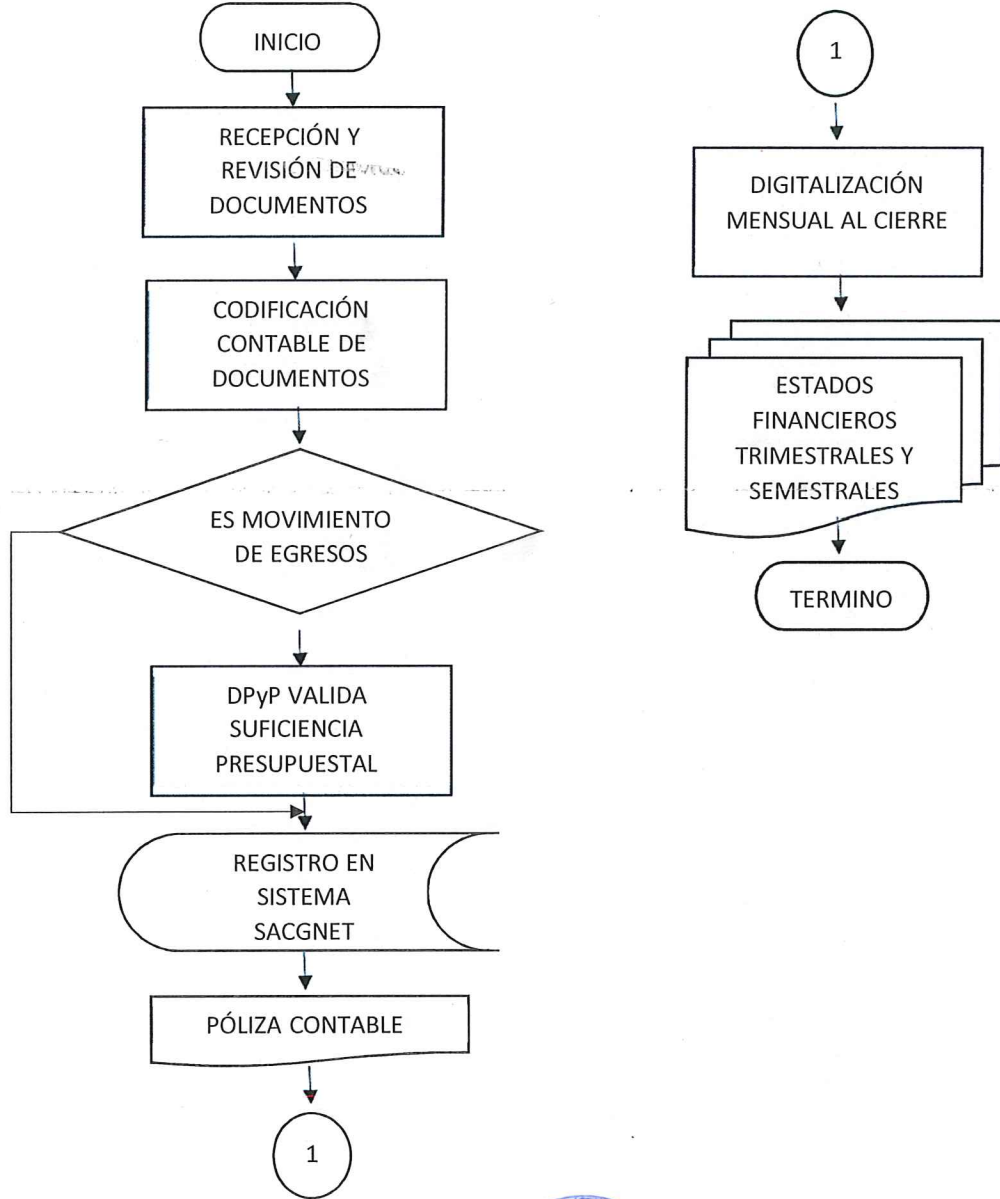 INICIO
RECEPCIÓN Y
REVISIÓN DE
DOCUMENTOS
CODIFICACIÓN
CONTABLE DE
DOCUMENTOS
ES MOVIMIENTO
DE EGRESOS
DPyP VALIDA
SUFICIENCIA
PRESUPUESTAL
REGISTRO EN
SISTEMA
SACGNET
PÓLIZA CONTABLE
1
1
DIGITALIZACIÓN
MENSUAL AL CIERRE
ESTADOS
FINANCIEROS
TRIMESTRALES Y
SEMESTRALES
TERMINO